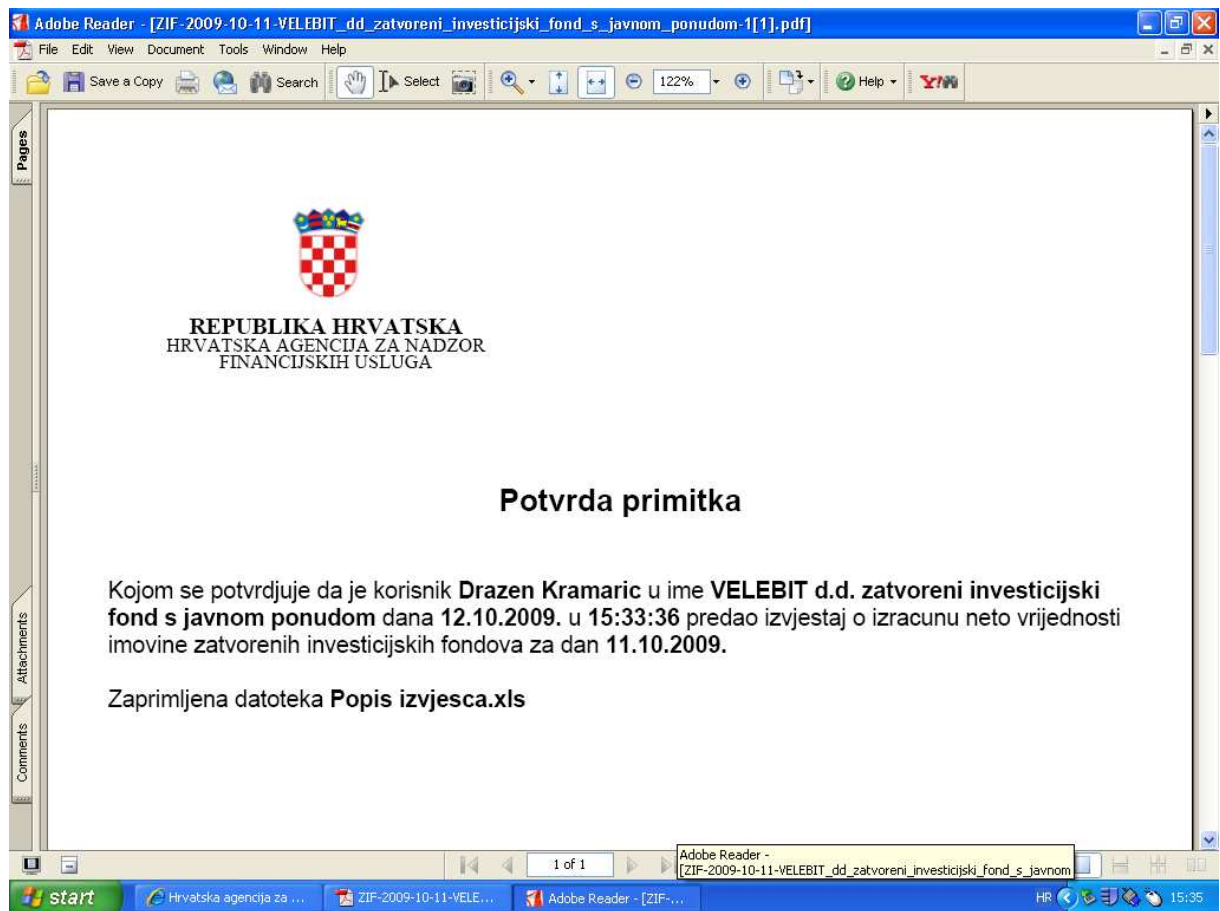 Adobe Reader - [ZIF-2009-10-11-VELEBIT_dd_zatvoreni_investicijski_fond_s_javnom_ponudom-1[1].pdf]
File Edit View Document Tools Window Help
Save a Copy Search Select 122% Help Y!
Pages
REPUBLIKA HRVATSKA
HRVATSKA AGENCIJA ZA NADZOR
FINANCIJSKIH USLUGA
Potvrda primitka
Kojom se potvrdjuje da je korisnik Drazen Kramaric u ime VELEBIT d.d. zatvoreni investicijski
fond s javnom ponudom dana 12.10.2009. u 15:33:36 predao izvjestaj o izracunu neto vrijednosti
imovine zatvorenih investicijskih fondova za dan 11.10.2009.
Zaprimljena datoteka Popis izvjesca.xls
Attachments
Comments
1 of 1
Adobe Reader -
[ZIF-2009-10-11-VELEBIT_dd_zatvoreni_investicijski_fond_s_javnom
start Hrvatska agencija za ... ZIF-2009-10-11-VELE... Adobe Reader - [ZIF-... HR 15:35